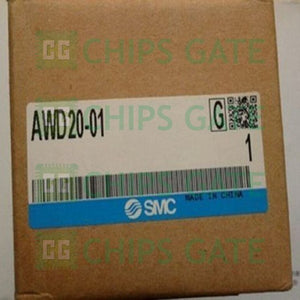 CHIPS GATE
AWD20-01
G
CHIPS GATE
1
SMC
MADE IN CHINA
CHIPS GATE